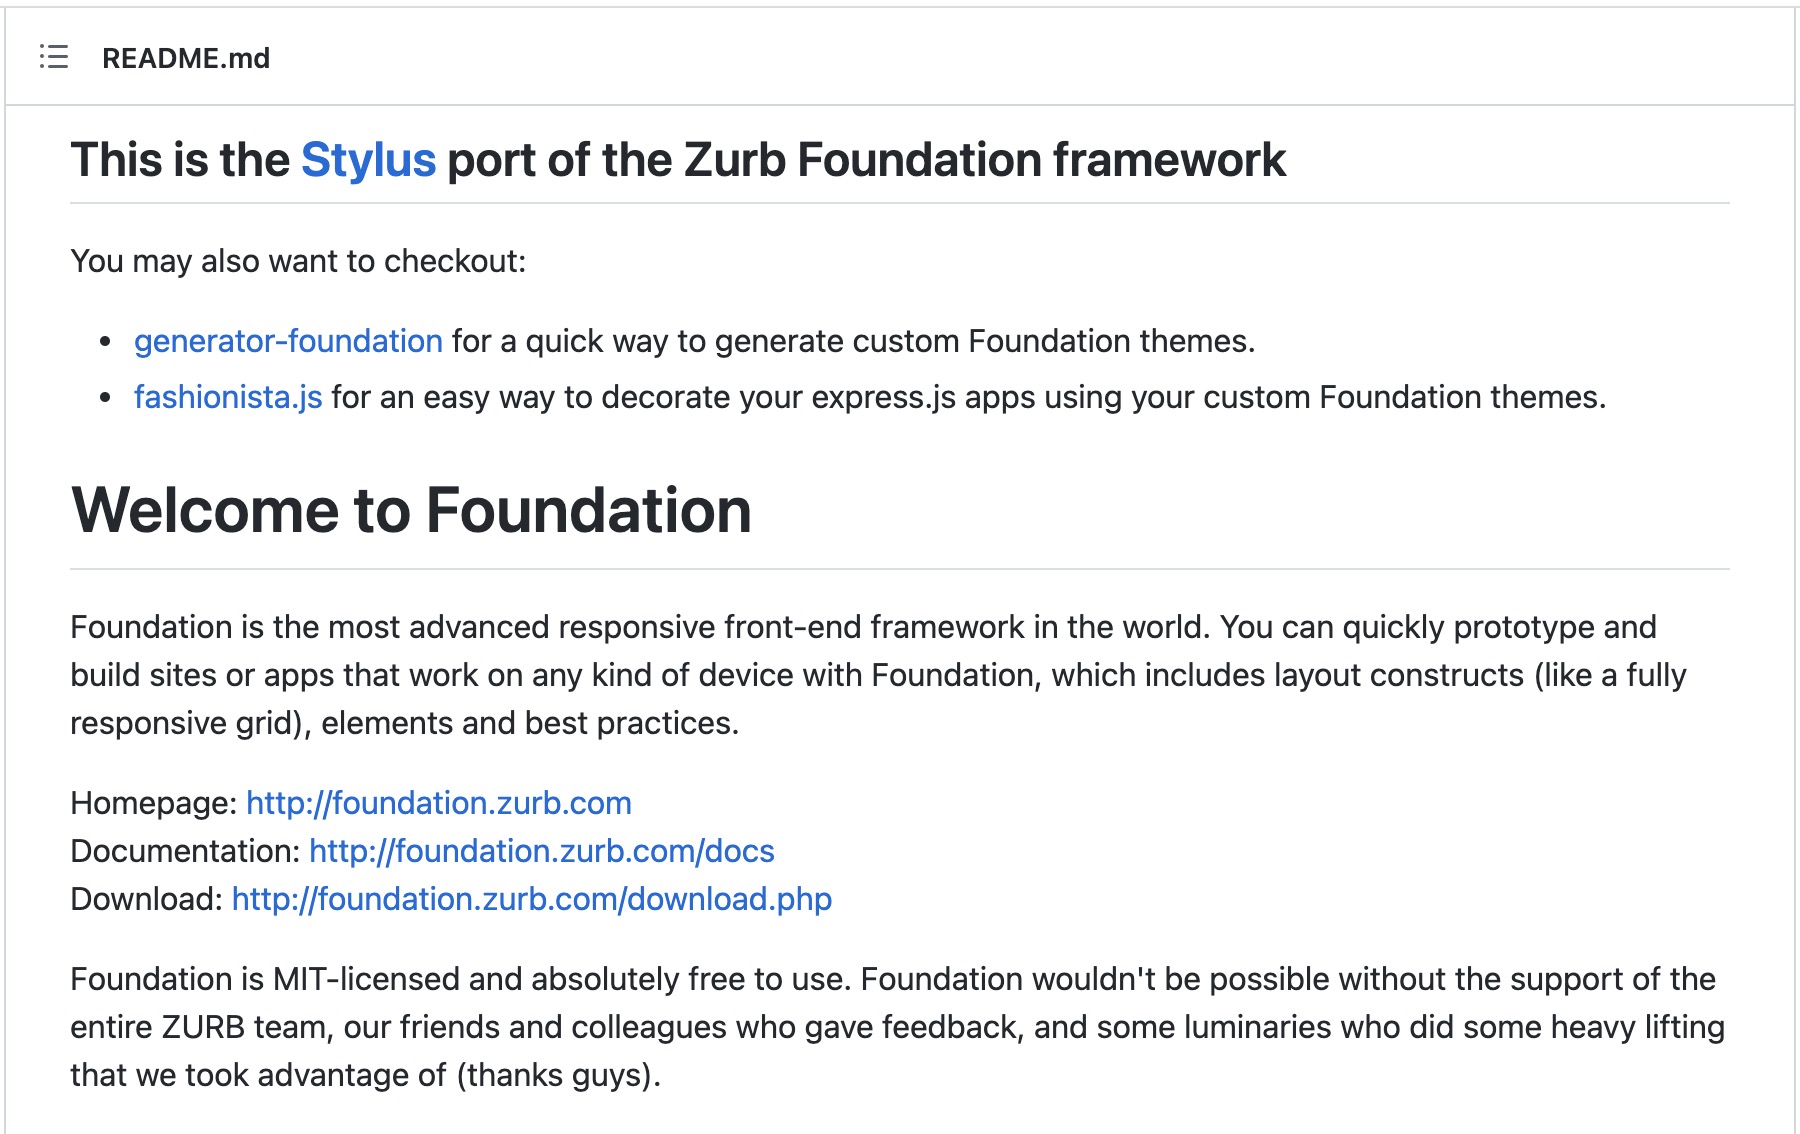 README.md
This is the Stylus port of the Zurb Foundation framework
You may also want to checkout:
• generator-foundation for a quick way to generate custom Foundation themes.
• fashionista.js for an easy way to decorate your express.js apps using your custom Foundation themes.
Welcome to Foundation
Foundation is the most advanced responsive front-end framework in the world. You can quickly prototype and
build sites or apps that work on any kind of device with Foundation, which includes layout constructs (like a fully
responsive grid), elements and best practices.
Homepage: http://foundation.zurb.com
Documentation: http://foundation.zurb.com/docs
Download: http://foundation.zurb.com/download.php
Foundation is MIT-licensed and absolutely free to use. Foundation wouldn't be possible without the support of the
entire ZURB team, our friends and colleagues who gave feedback, and some luminaries who did some heavy lifting
that we took advantage of (thanks guys).